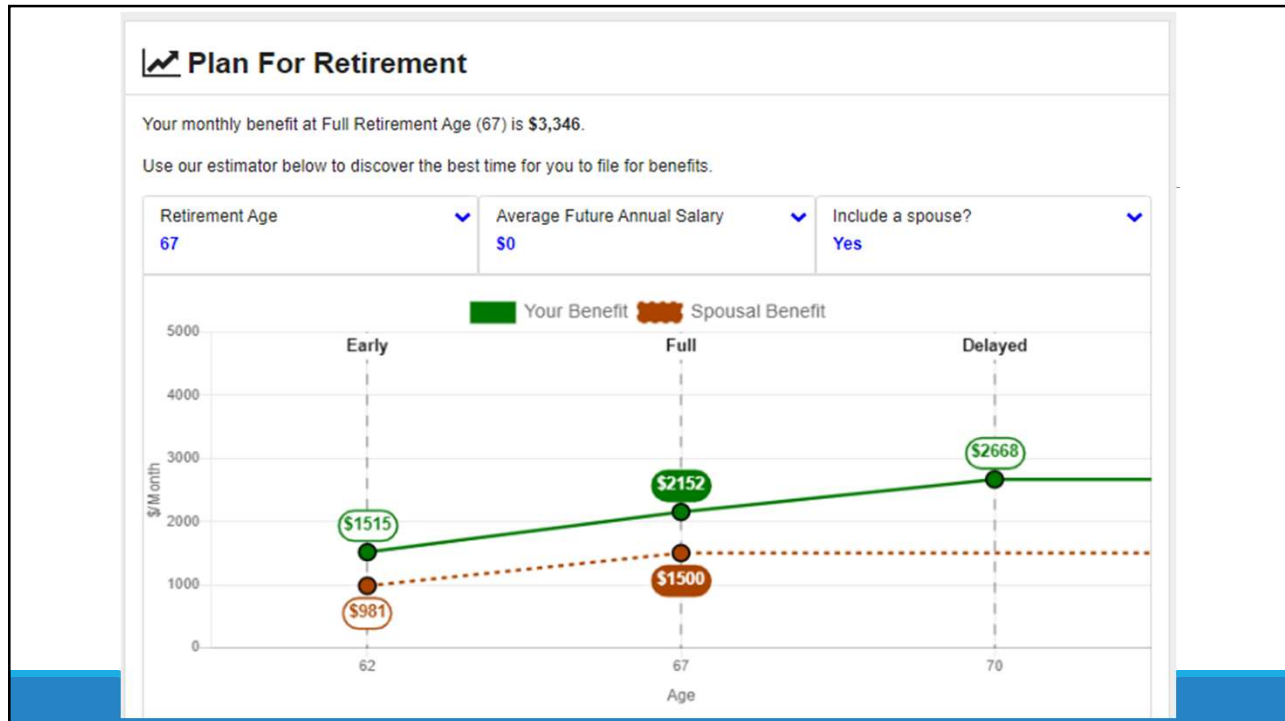 Plan For Retirement
Your monthly benefit at Full Retirement Age (67) is $3,346.
Use our estimator below to discover the best time for you to file for benefits.
Retirement Age
67
Average Future Annual Salary
$0
Include a spouse?
Yes
Your Benefit Spousal Benefit
5000
Early Full Delayed
4000
3000
$2668
$2152
2000
$1515
$1500
1000
$981
0
$/Month
62 67 70
Age